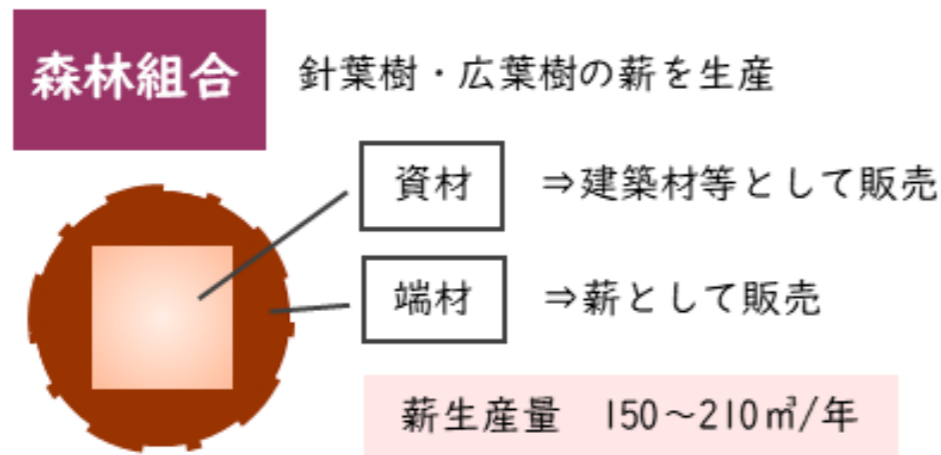 森林組合
針葉樹・広葉樹の薪を生産
資材 ⇒建築材等として販売
端材 ⇒薪として販売
薪生産量 150～210㎥/年